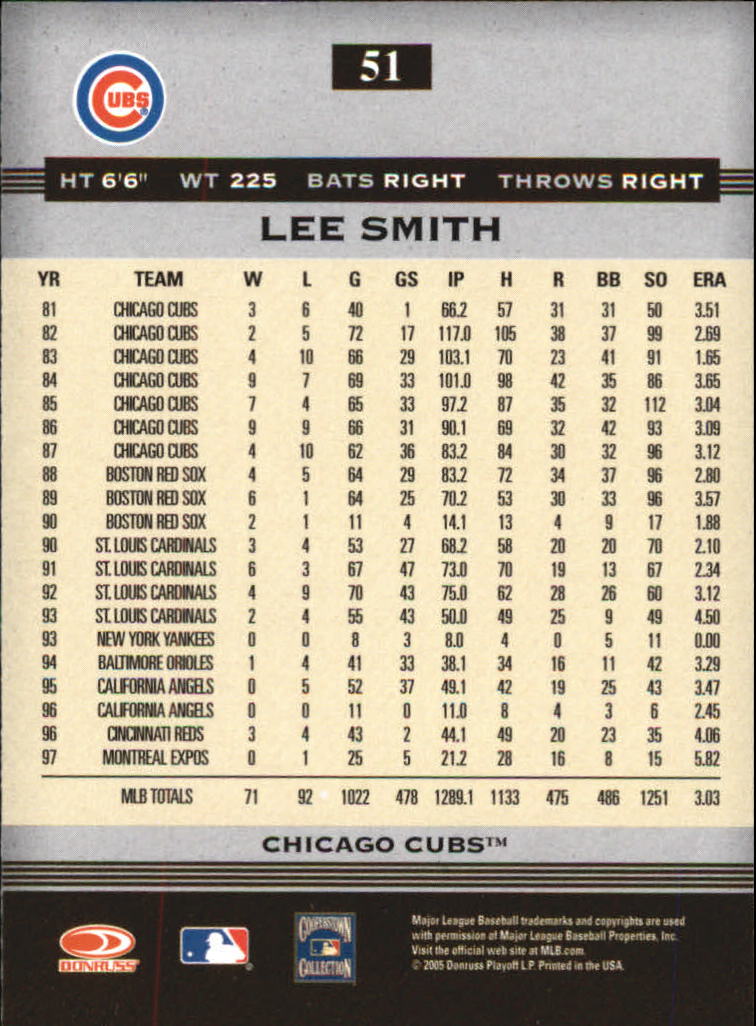 51
CUBS®
HT 6'6" WT 225 BATS RIGHT THROWS RIGHT
LEE SMITH
YR TEAM W L G GS IP H R BB SO ERA
81 CHICAGO CUBS 3 6 40 1 66.2 57 31 31 50 3.51
82 CHICAGO CUBS 2 5 72 17 117.0 105 38 37 99 2.69
83 CHICAGO CUBS 4 10 66 29 103.1 70 23 41 91 1.65
84 CHICAGO CUBS 9 7 69 33 101.0 98 42 35 86 3.65
85 CHICAGO CUBS 7 4 65 33 97.2 87 35 32 112 3.04
86 CHICAGO CUBS 9 9 66 31 90.1 69 32 42 93 3.09
87 CHICAGO CUBS 4 10 62 36 83.2 84 30 32 96 3.12
88 BOSTON RED SOX 4 5 64 29 83.2 72 34 37 96 2.80
89 BOSTON RED SOX 6 1 64 25 70.2 53 30 33 96 3.57
90 BOSTON RED SOX 2 1 11 4 14.1 13 4 9 17 1.88
90 ST. LOUIS CARDINALS 3 4 53 27 68.2 58 20 20 70 2.10
91 ST. LOUIS CARDINALS 6 3 67 47 73.0 70 19 13 67 2.34
92 ST. LOUIS CARDINALS 4 9 70 43 75.0 62 28 26 60 3.12
93 ST. LOUIS CARDINALS 2 4 55 43 50.0 49 25 9 49 4.50
93 NEW YORK YANKEES 0 0 8 3 8.0 4 0 5 11 0.00
94 BALTIMORE ORIOLES 1 4 41 33 38.1 34 16 11 42 3.29
95 CALIFORNIA ANGELS 0 5 52 37 49.1 42 19 25 43 3.47
96 CALIFORNIA ANGELS 0 0 11 0 11.0 8 4 3 6 2.45
96 CINCINNATI REDS 3 4 43 2 44.1 49 20 23 35 4.06
97 MONTREAL EXPOS 0 1 25 5 21.2 28 16 8 15 5.82
MLB TOTALS 71 92 1022 478 1289.1 1133 475 486 1251 3.03
CHICAGO CUBS™
DONRUSS
COOPERSTOWN
COLLECTION
Major League Baseball trademarks and copyrights are used
with permission of Major League Baseball Properties, Inc.
Visit the official web site at MLB.com.
© 2005 Donruss Playoff L.P. Printed in the USA.